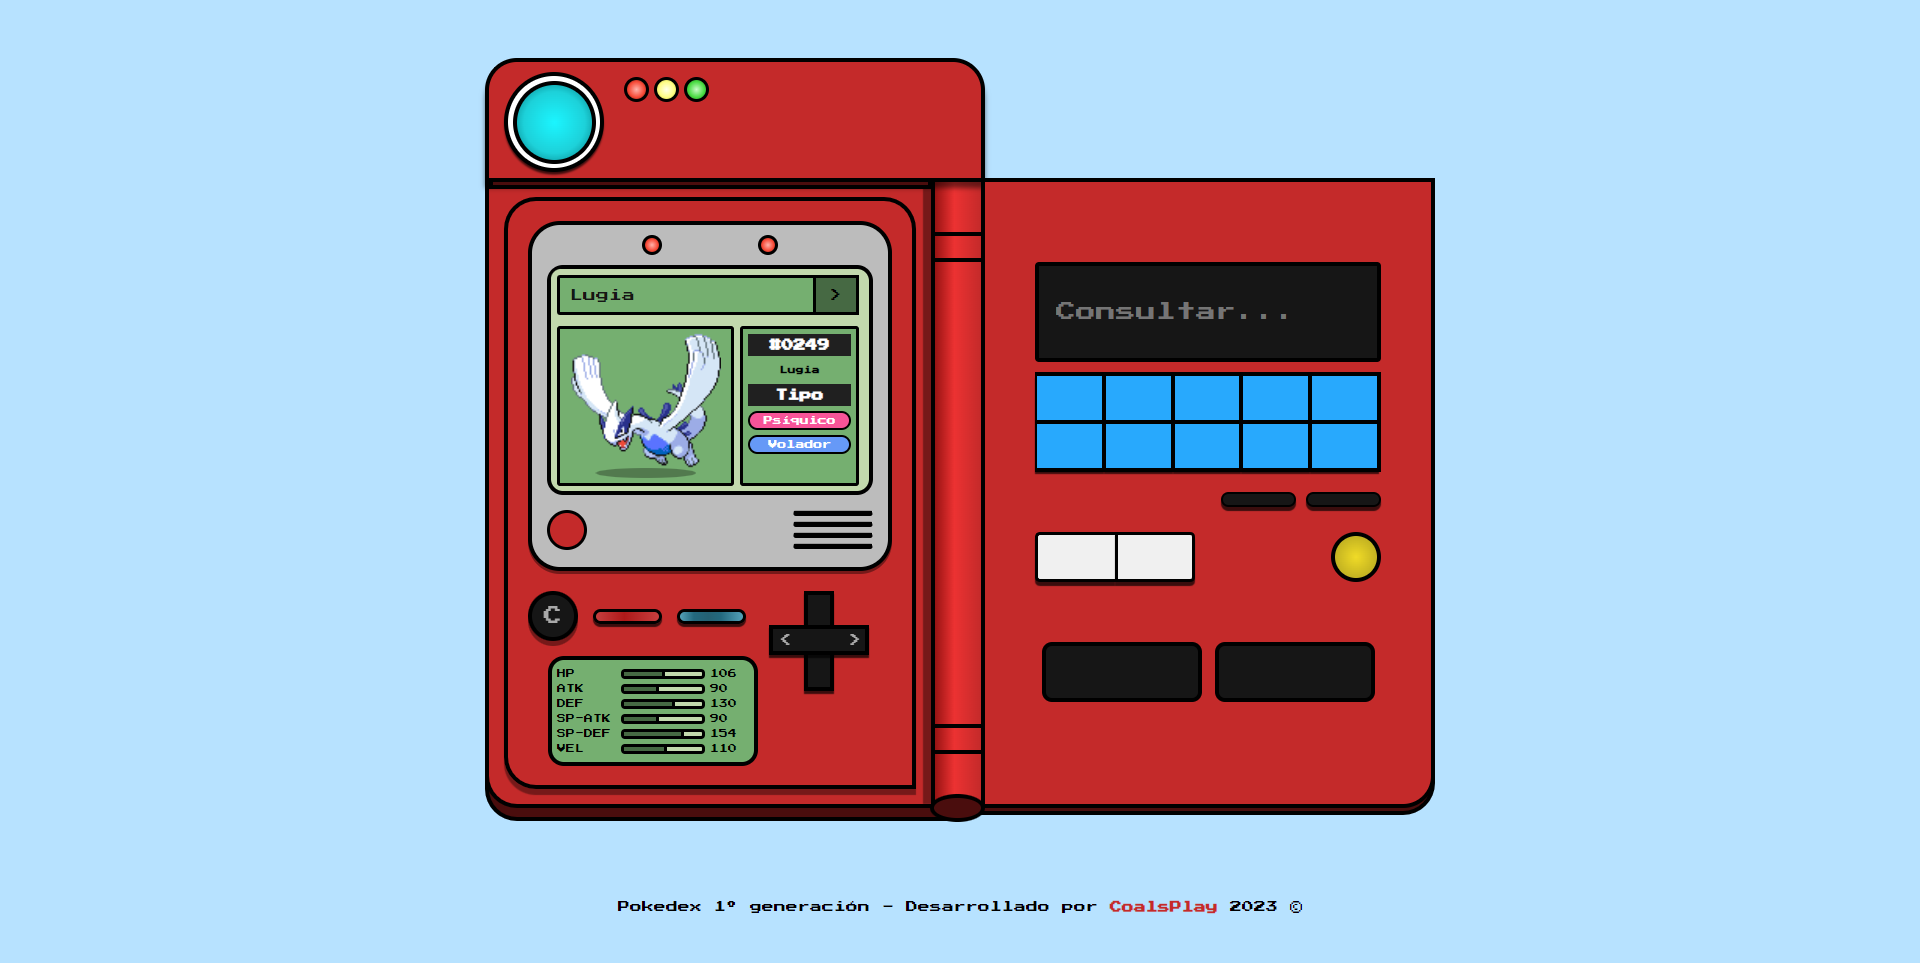 Lugia >
#0249
Lugia
Tipo
Psíquico
Volador
Consultar...
C
< >
HP 106
ATK 90
DEF 130
SP-ATK 90
SP-DEF 154
VEL 110
Pokedex 1º generación - Desarrollado por CoalsPlay 2023 ©